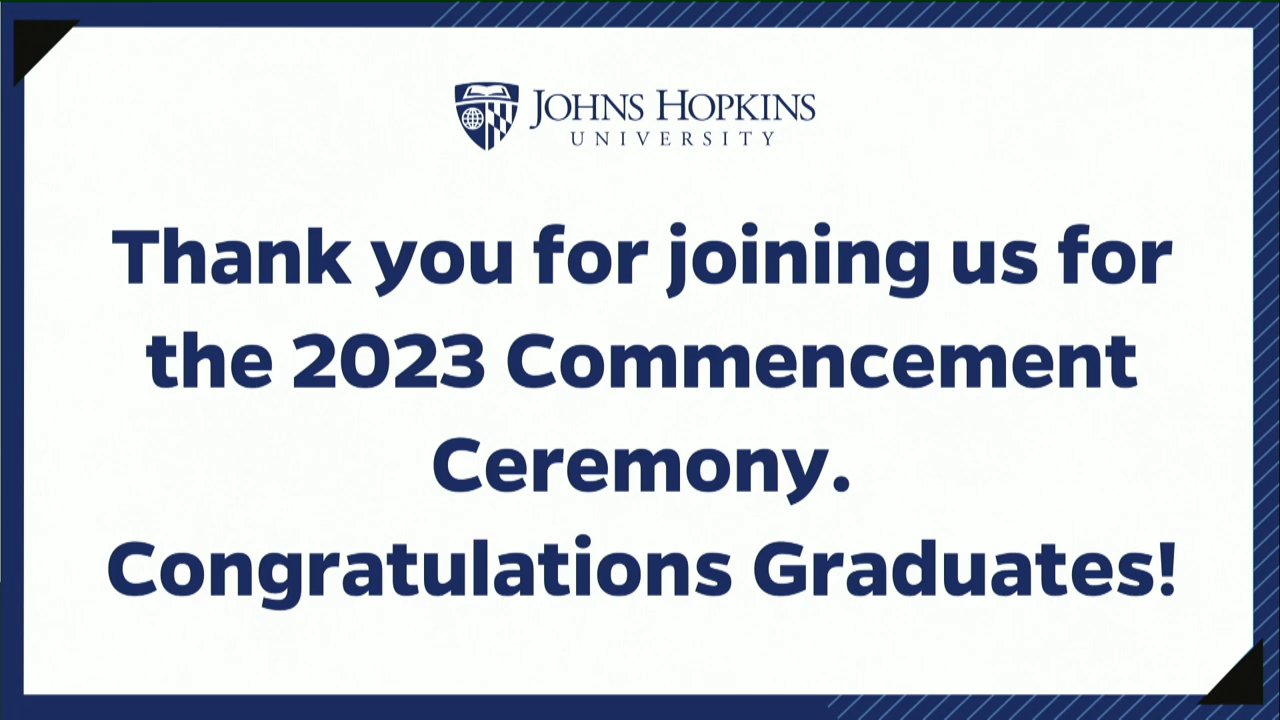 JOHNS HOPKINS
UNIVERSITY
Thank you for joining us for
the 2023 Commencement
Ceremony.
Congratulations Graduates!